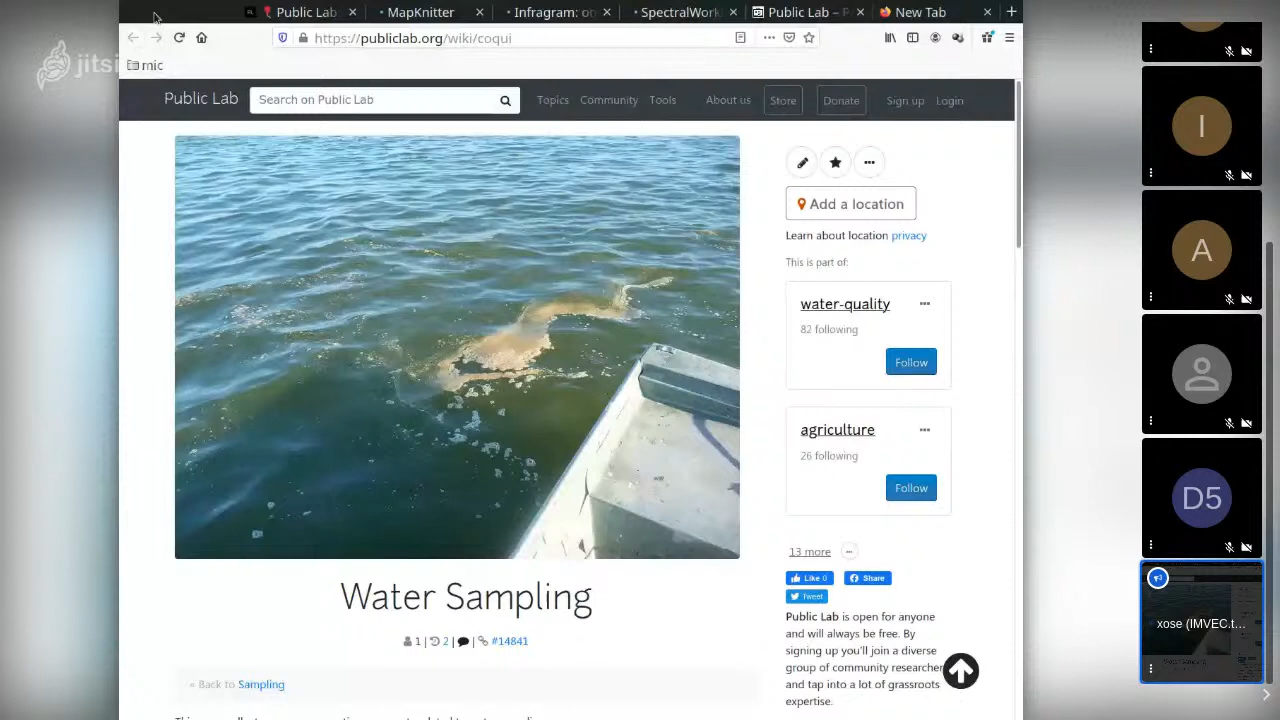 Public Lab
MapKnitter
Infragram: on
SpectralWork
Public Lab – P
New Tab
https://publiclab.org/wiki/coqui
jitsi
mic
Public Lab
Search on Public Lab
Topics
Community
Tools
About us
Store
Donate
Sign up
Login
Add a location
Learn about location privacy
This is part of:
water-quality
82 following
Follow
agriculture
26 following
Follow
13 more
Like 0
Share
Tweet
Public Lab is open for anyone
and will always be free. By
signing up you'll join a diverse
group of community researcher
and tap into a lot of grassroots
expertise.
Water Sampling
1 | 2 | | #14841
« Back to Sampling
I
A
D5
xose (IMVEC.t...